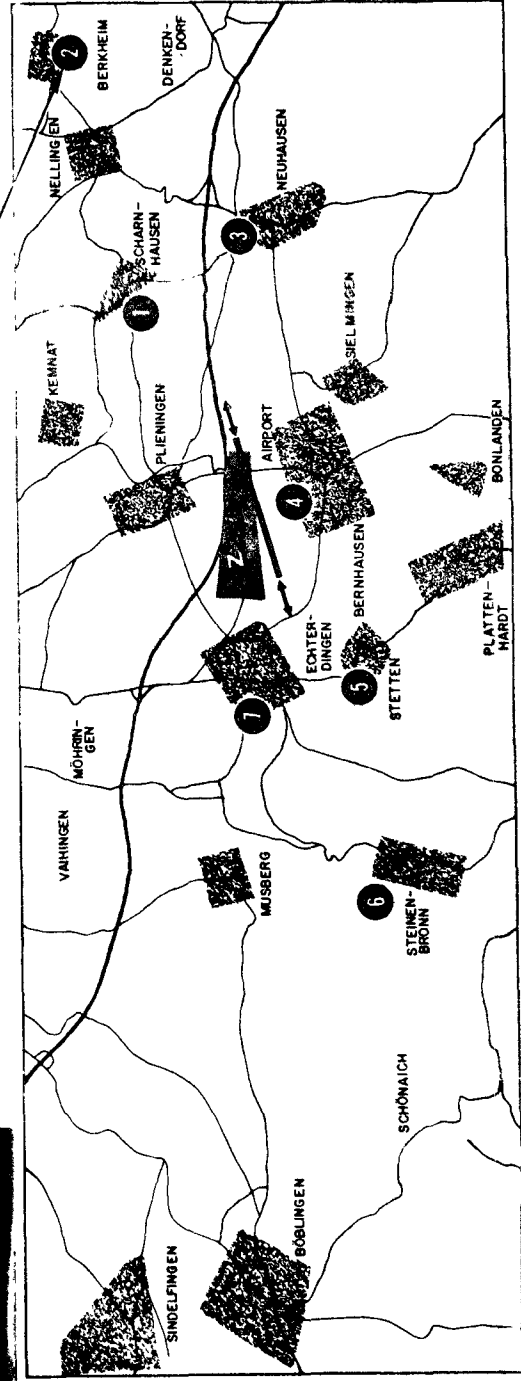 SINDELFINGEN
BÖBLINGEN
SCHÖNAICH
VAIHINGEN
MÖHRIN-
GEN
MUSBERG
6
STEINEN-
BRONN
7
ECHTER-
DINGEN
5
STETTEN
Z
4
AIRPORT
BERNHAUSEN
PLATTEN-
HARDT
BONLANDEN
SIELMINGEN
KEMNAT
PLIENINGEN
1
SCHARN-
HAUSEN
3
NEUHAUSEN
NELLINGEN
2
BERKHEIM
DENKEN-
DORF